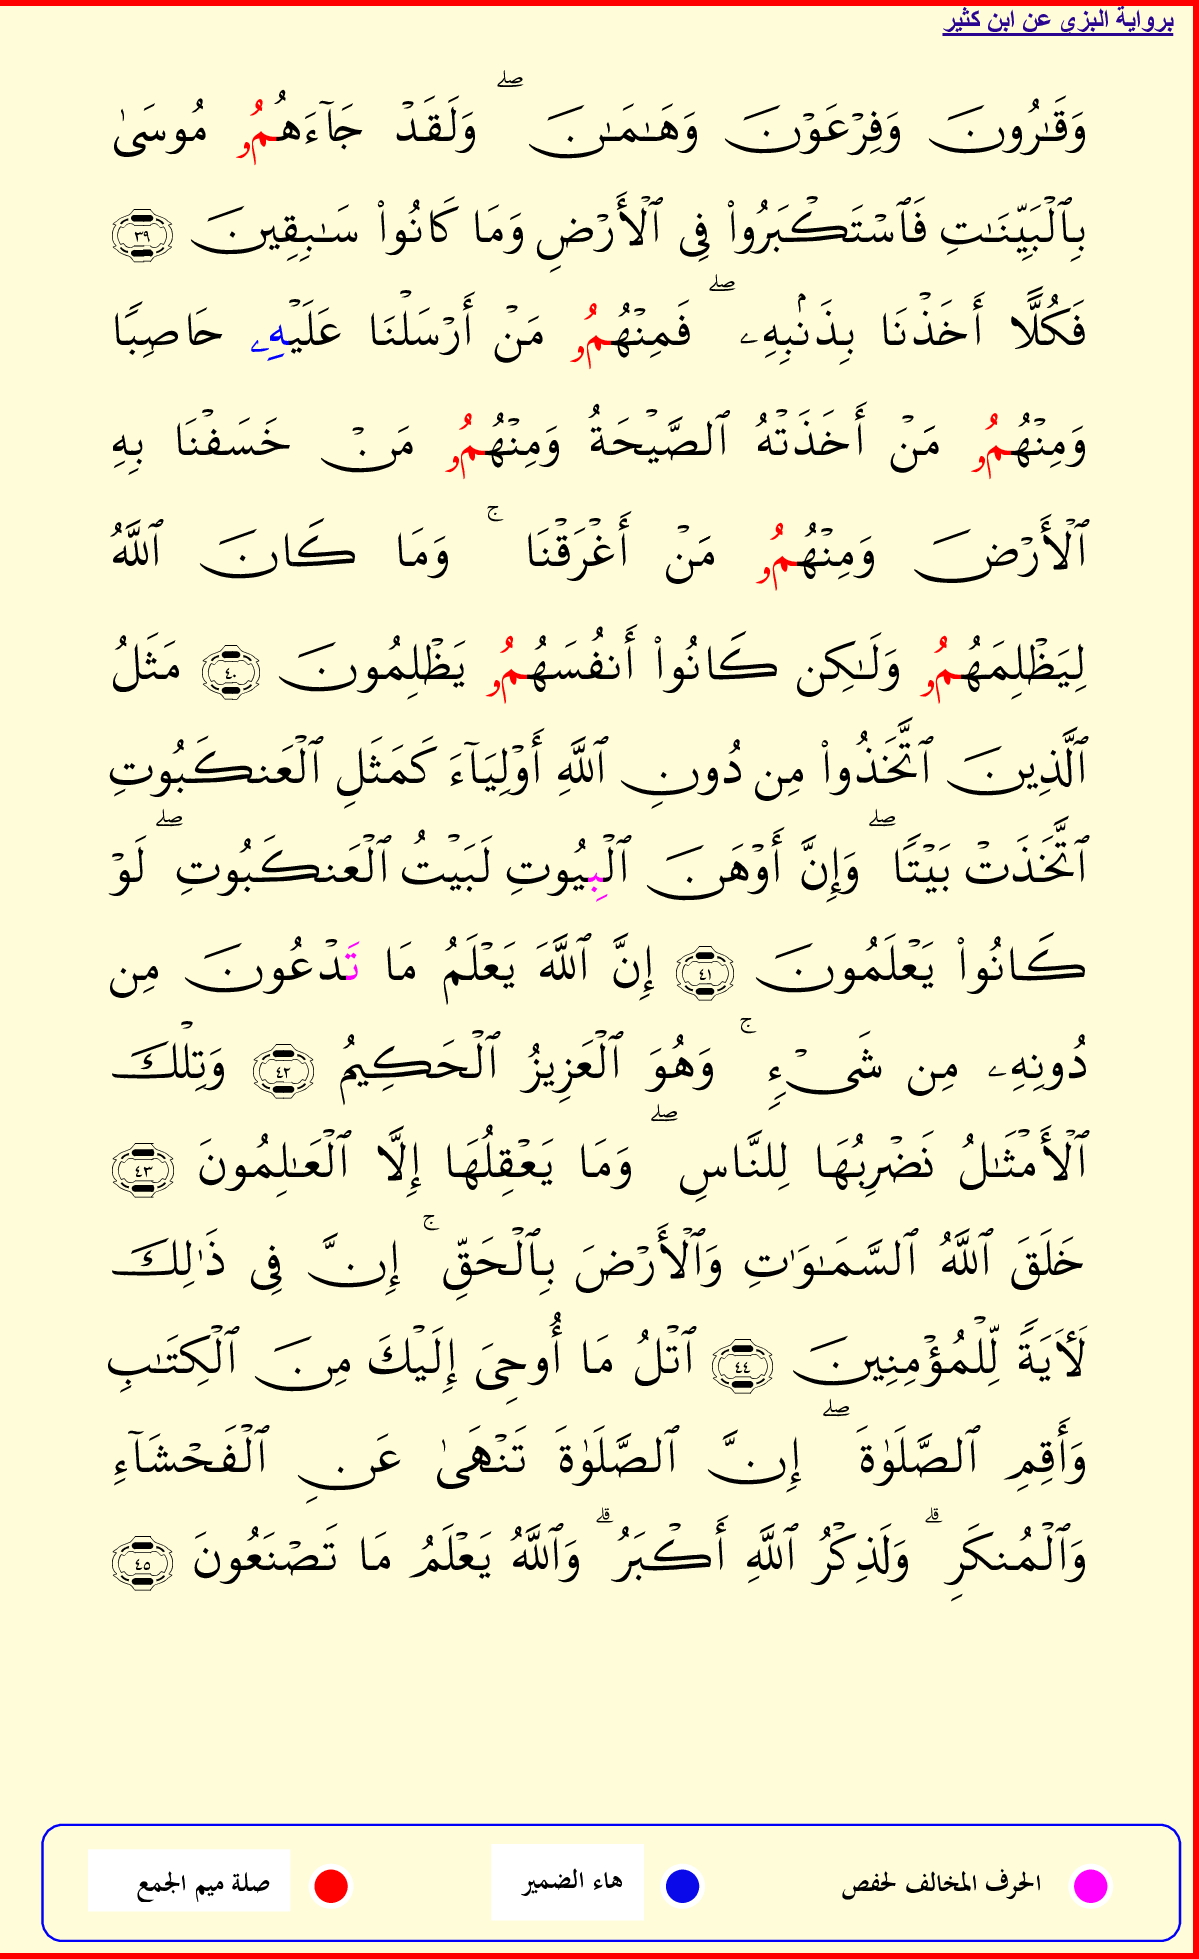 برواية البزى عن ابن كثير
وَقَـٰرُونَ وَفِرۡعَوۡنَ وَهَـٰمَـٰنَ ۖ وَلَقَدۡ جَآءَهُمُۥ مُوسَىٰ
بِٱلۡبَيِّنَـٰتِ فَٱسۡتَكۡبَرُواْ فِى ٱلۡأَرۡضِ وَمَا كَانُواْ سَـٰبِقِينَ ٣٩
فَكُلًّا أَخَذۡنَا بِذَنۢبِهِۦ ۖ فَمِنۡهُمُۥ مَنۡ أَرۡسَلۡنَا عَلَيۡهِۦ حَاصِبًا
وَمِنۡهُمُۥ مَنۡ أَخَذَتۡهُ ٱلصَّيۡحَةُ وَمِنۡهُمُۥ مَنۡ خَسَفۡنَا بِهِ
ٱلۡأَرۡضَ وَمِنۡهُمُۥ مَنۡ أَغۡرَقۡنَا ۚ وَمَا كَانَ ٱللَّهُ
لِيَظۡلِمَهُمُۥ وَلَـٰكِن كَانُواْ أَنفُسَهُمُۥ يَظۡلِمُونَ ٤٠ مَثَلُ
ٱلَّذِينَ ٱتَّخَذُواْ مِن دُونِ ٱللَّهِ أَوۡلِيَآءَ كَمَثَلِ ٱلۡعَنكَبُوتِ
ٱتَّخَذَتۡ بَيۡتًا ۖ وَإِنَّ أَوۡهَنَ ٱلۡبِيُوتِ لَبَيۡتُ ٱلۡعَنكَبُوتِ ۖ لَوۡ
كَانُواْ يَعۡلَمُونَ ٤١ إِنَّ ٱللَّهَ يَعۡلَمُ مَا تَدۡعُونَ مِن
دُونِهِۦ مِن شَىۡءٍ ۚ وَهُوَ ٱلۡعَزِيزُ ٱلۡحَكِيمُ ٤٢ وَتِلۡكَ
ٱلۡأَمۡثَـٰلُ نَضۡرِبُهَا لِلنَّاسِ ۖ وَمَا يَعۡقِلُهَا إِلَّا ٱلۡعَـٰلِمُونَ ٤٣
خَلَقَ ٱللَّهُ ٱلسَّمَـٰوَٰتِ وَٱلۡأَرۡضَ بِٱلۡحَقِّ ۚ إِنَّ فِى ذَٰلِكَ
لَأَيَةً لِّلۡمُؤۡمِنِينَ ٤٤ ٱتۡلُ مَا أُوحِىَ إِلَيۡكَ مِنَ ٱلۡكِتَـٰبِ
وَأَقِمِ ٱلصَّلَوٰةَ ۖ إِنَّ ٱلصَّلَوٰةَ تَنۡهَىٰ عَنِ ٱلۡفَحۡشَآءِ
وَٱلۡمُنكَرِ ۗ وَلَذِكۡرُ ٱللَّهِ أَكۡبَرُ ۗ وَٱللَّهُ يَعۡلَمُ مَا تَصۡنَعُونَ ٤٥
الحرف المخالف لحفص هاء الضمير صلة ميم الجمع